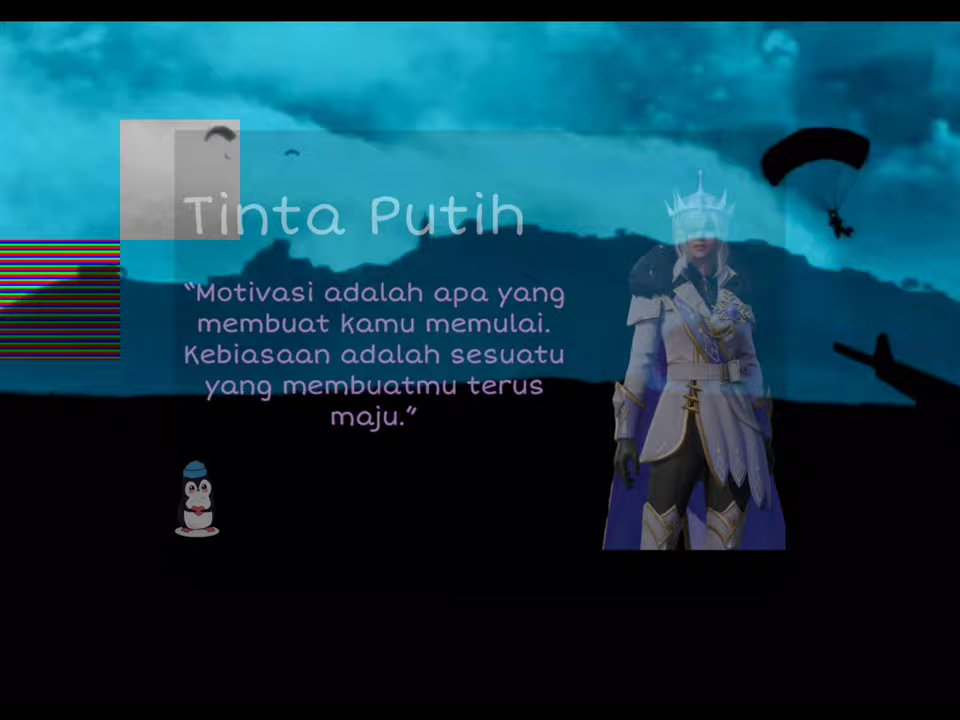 Tinta Putih
“Motivasi adalah apa yang
membuat kamu memulai.
Kebiasaan adalah sesuatu
yang membuatmu terus
maju.”